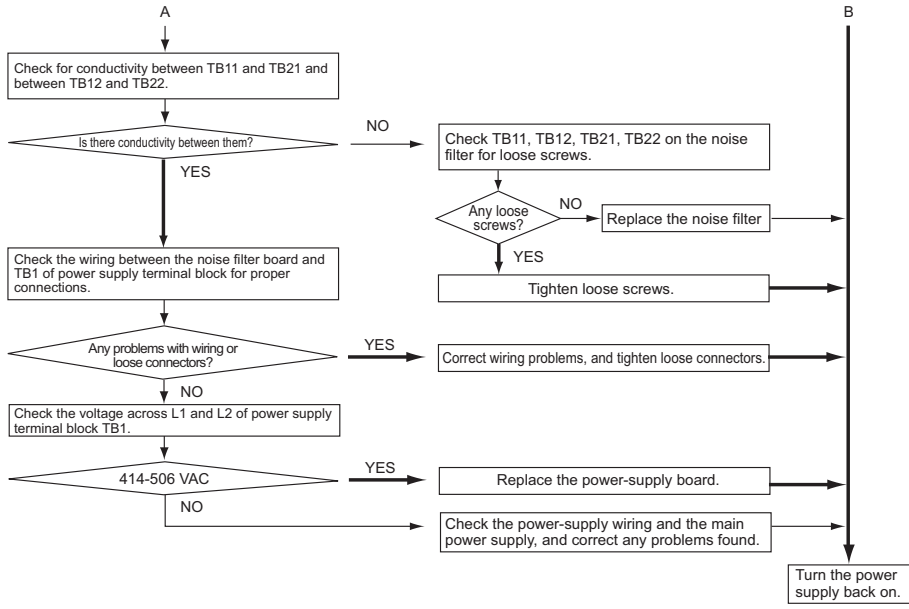 A
B
Check for conductivity between TB11 and TB21 and
between TB12 and TB22.
Is there conductivity between them?
NO
YES
Check TB11, TB12, TB21, TB22 on the noise
filter for loose screws.
Any loose
screws?
NO
Replace the noise filter
YES
Tighten loose screws.
Check the wiring between the noise filter board and
TB1 of power supply terminal block for proper
connections.
Any problems with wiring or
loose connectors?
YES
Correct wiring problems, and tighten loose connectors.
NO
Check the voltage across L1 and L2 of power supply
terminal block TB1.
414-506 VAC
YES
Replace the power-supply board.
NO
Check the power-supply wiring and the main
power supply, and correct any problems found.
Turn the power
supply back on.